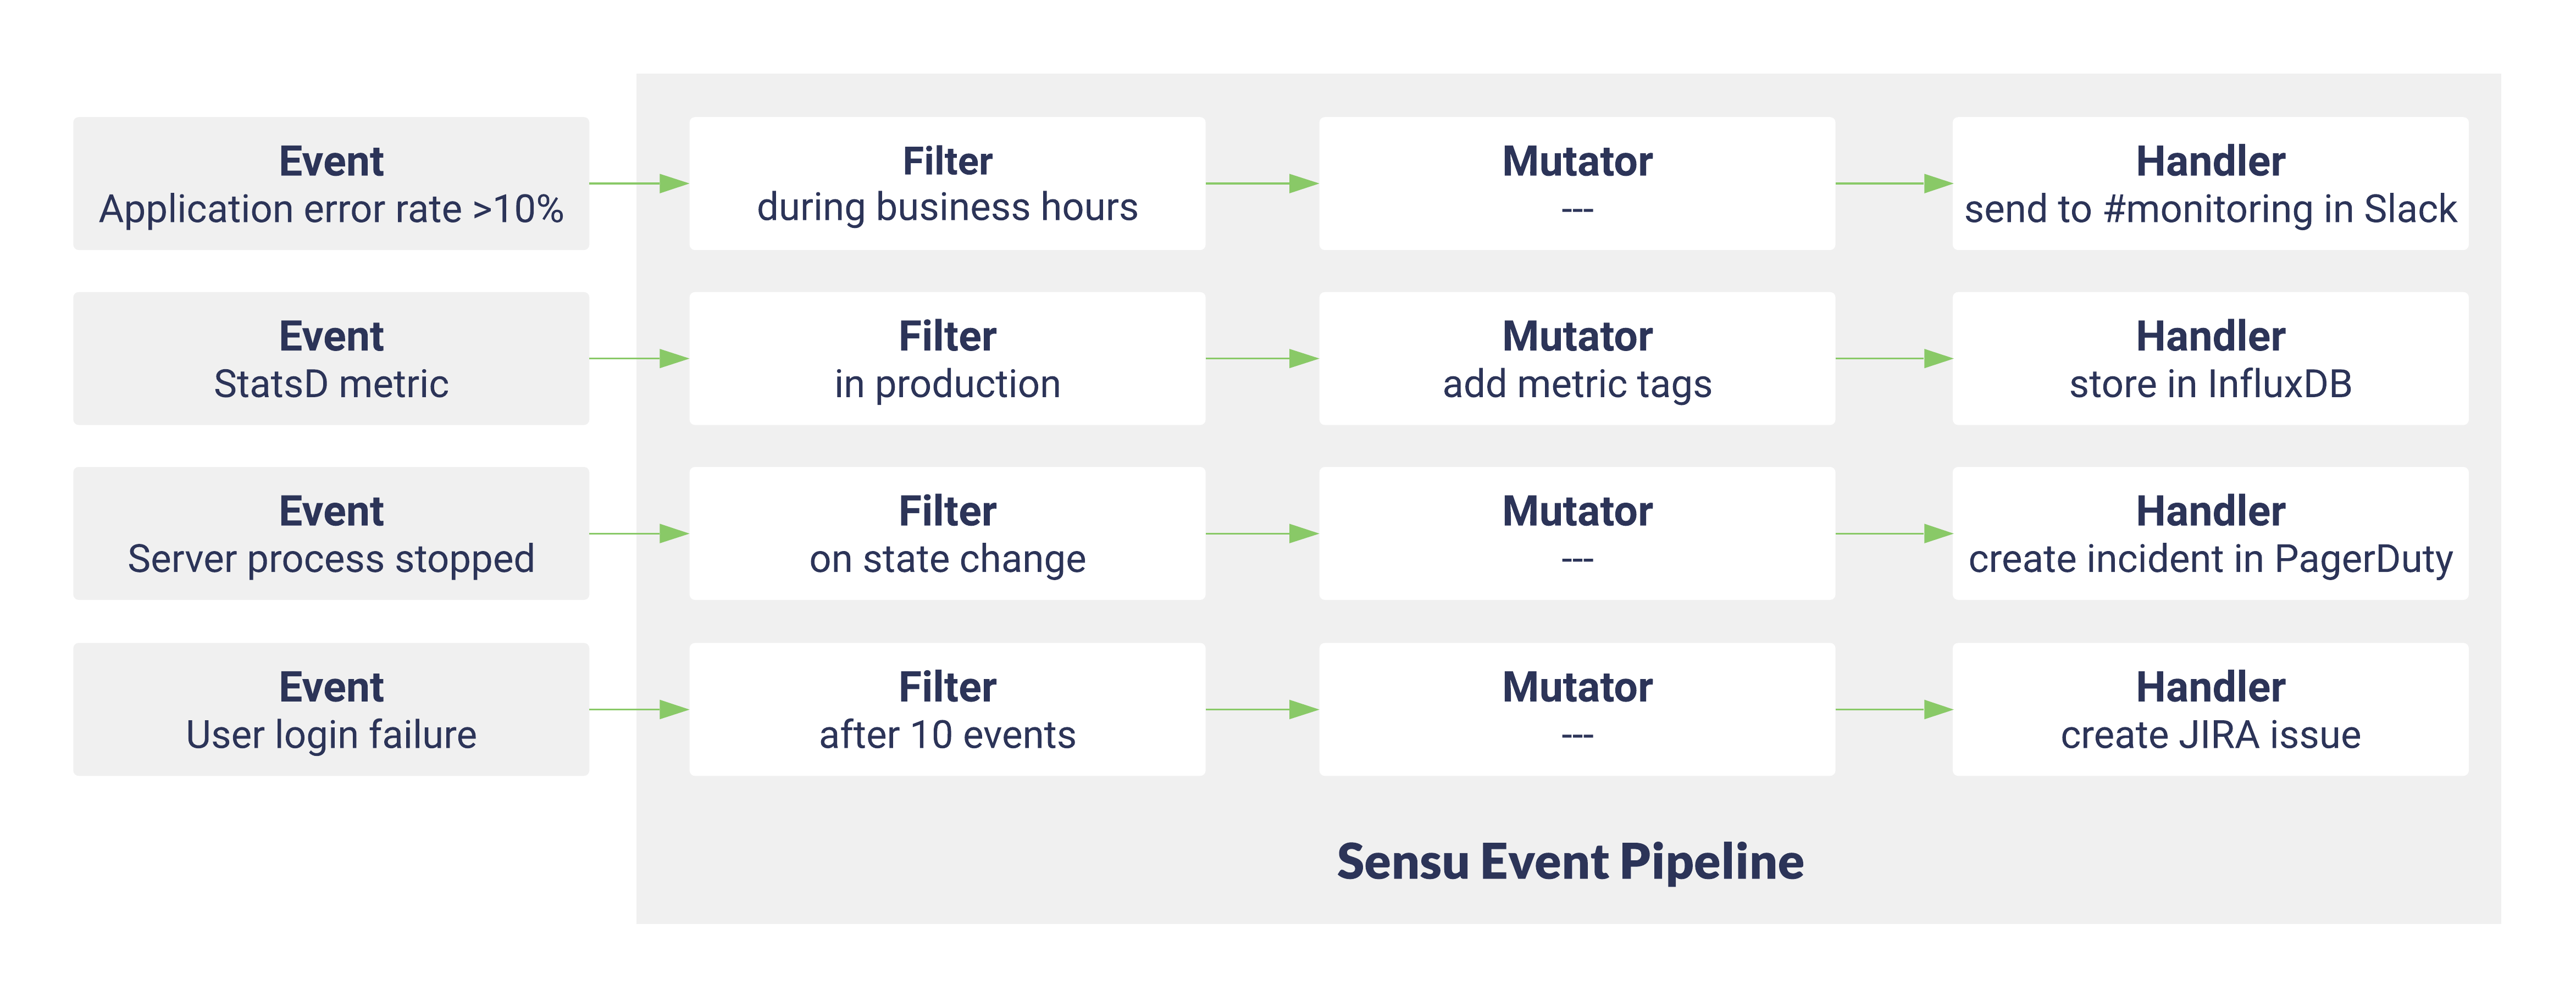 Event
Application error rate >10%
Filter
during business hours
Mutator
---
Handler
send to #monitoring in Slack
Event
StatsD metric
Filter
in production
Mutator
add metric tags
Handler
store in InfluxDB
Event
Server process stopped
Filter
on state change
Mutator
---
Handler
create incident in PagerDuty
Event
User login failure
Filter
after 10 events
Mutator
---
Handler
create JIRA issue
Sensu Event Pipeline